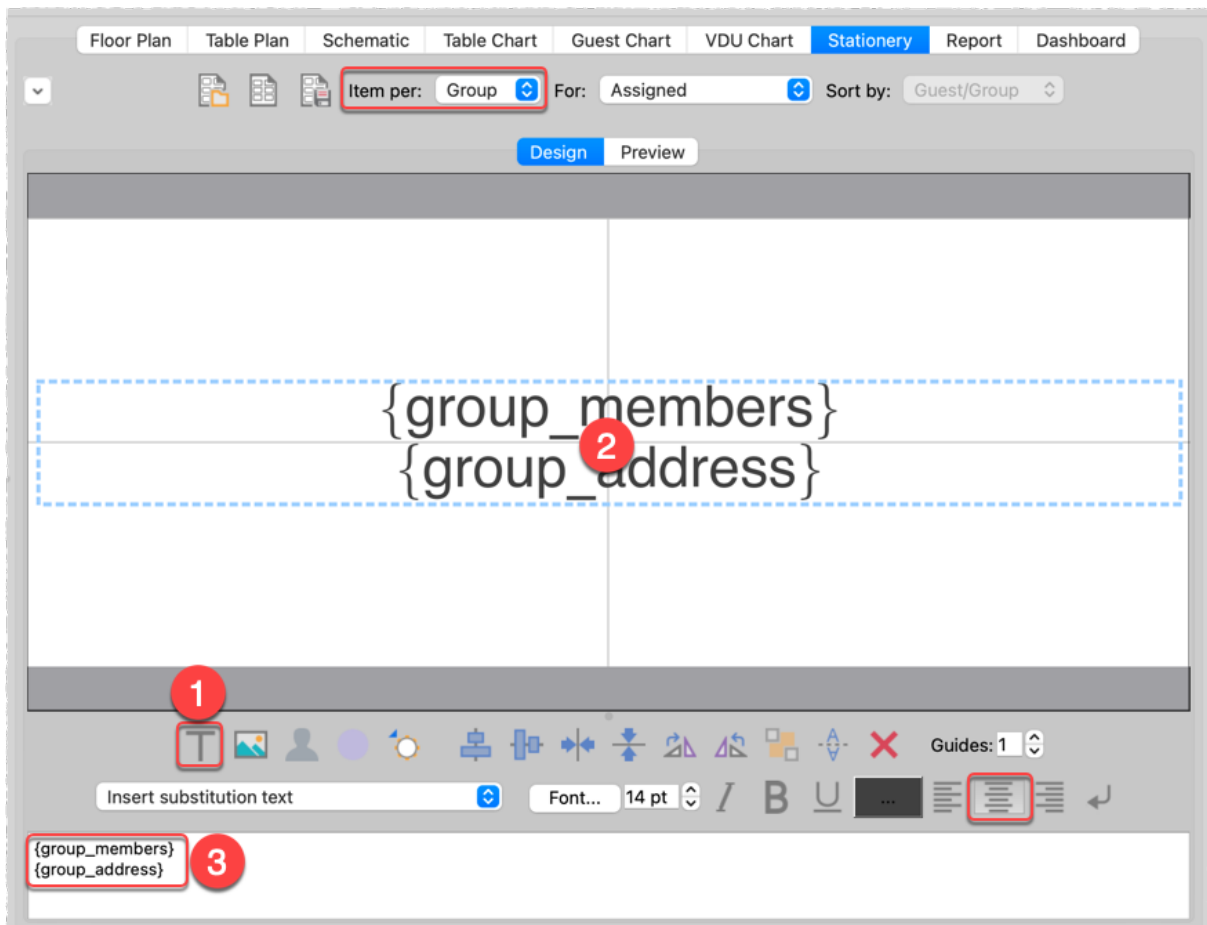 Floor Plan Table Plan Schematic Table Chart Guest Chart VDU Chart Stationery Report Dashboard
Item per: Group For: Assigned Sort by: Guest/Group
Design Preview
{group_members}
2
{group_address}
1
T
Guides: 1
Insert substitution text Font... 14 pt I B U ...
{group_members}
{group_address}
3